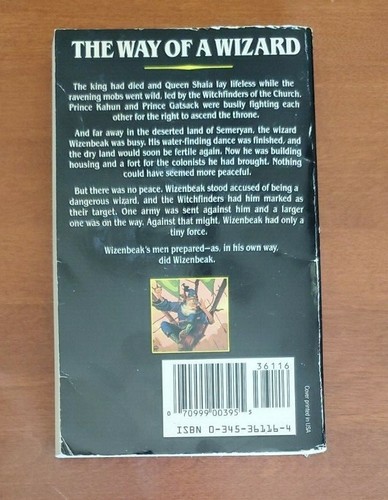 THE WAY OF A WIZARD
The king had died and Queen Shaia lay lifeless while the
ravening mobs went wild, led by the Witchfinders of the Church.
Prince Kahun and Prince Gatsack were busily fighting each
other for the right to ascend the throne.
And far away in the deserted land of Semeryan, the wizard
Wizenbeak was busy. His water-finding dance was finished, and
the dry land would soon be fertile again. Now he was building
housing and a fort for the colonists he had brought. Nothing
could have seemed more peaceful.
But there was no peace. Wizenbeak stood accused of being a
dangerous wizard, and the Witchfinders had him marked as
their target. One army was sent against him and a larger
one was on the way. Against that might, Wizenbeak had only a
tiny force.
Wizenbeak's men prepared—as, in his own way,
did Wizenbeak.
36116
0 70999 00395 5
ISBN 0-345-36116-4
Cover printed in USA